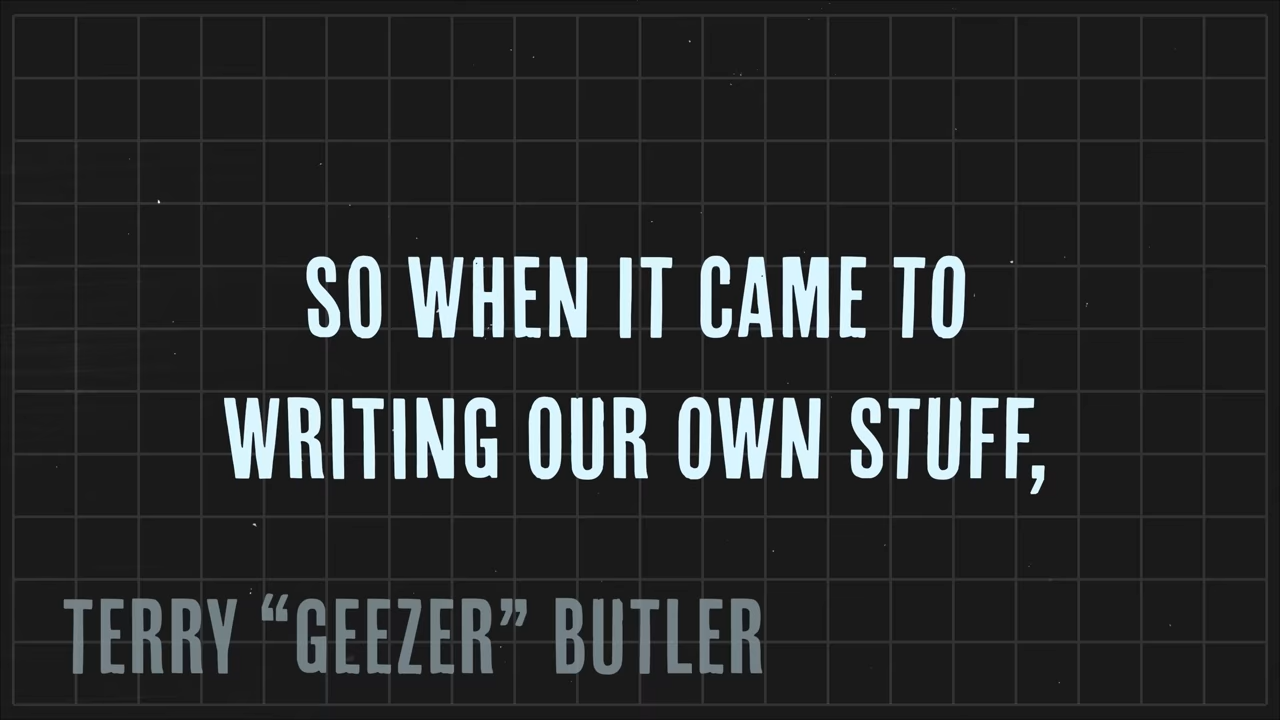 SO WHEN IT CAME TO
WRITING OUR OWN STUFF,
TERRY “GEEZER” BUTLER